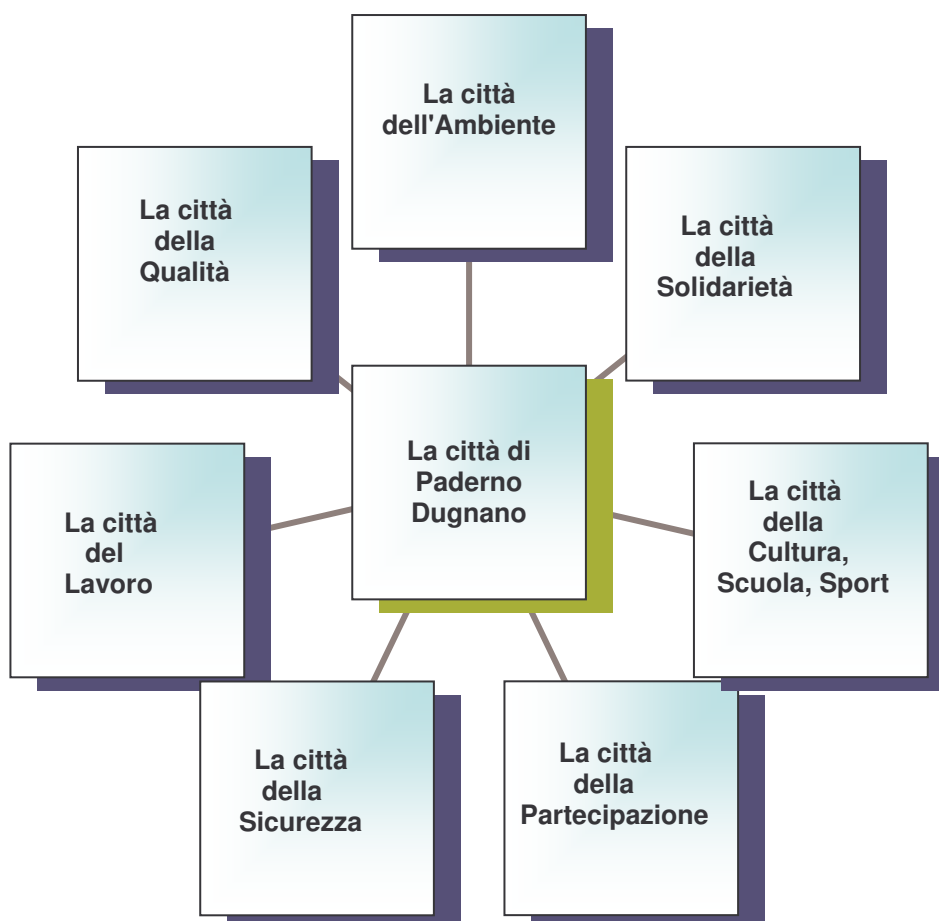 La città
dell'Ambiente
La città
della
Qualità
La città
della
Solidarietà
La città di
Paderno
Dugnano
La città
del
Lavoro
La città
della
Cultura,
Scuola, Sport
La città
della
Sicurezza
La città
della
Partecipazione